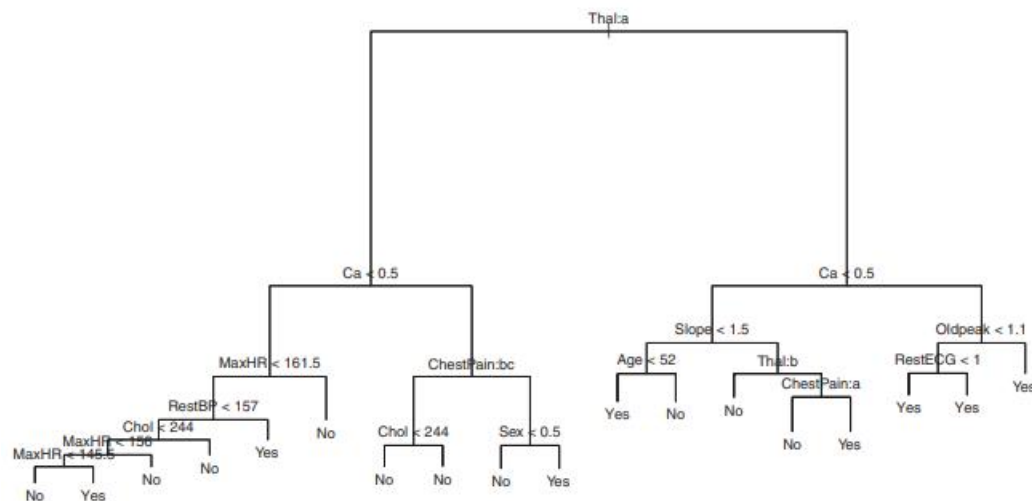 Thal:a
Ca < 0.5
Ca < 0.5
Slope < 1.5
Oldpeak < 1.1
MaxHR < 161.5
ChestPain:bc
Age < 52
Thal:b
RestECG < 1
ChestPain:a
Yes
RestBP < 157
Yes
No
No
Yes
Yes
Chol < 244
No
Chol < 244
Sex < 0.5
No
Yes
MaxHR < 156
Yes
MaxHR < 145.5
No
No
No
No
No
Yes
No
Yes